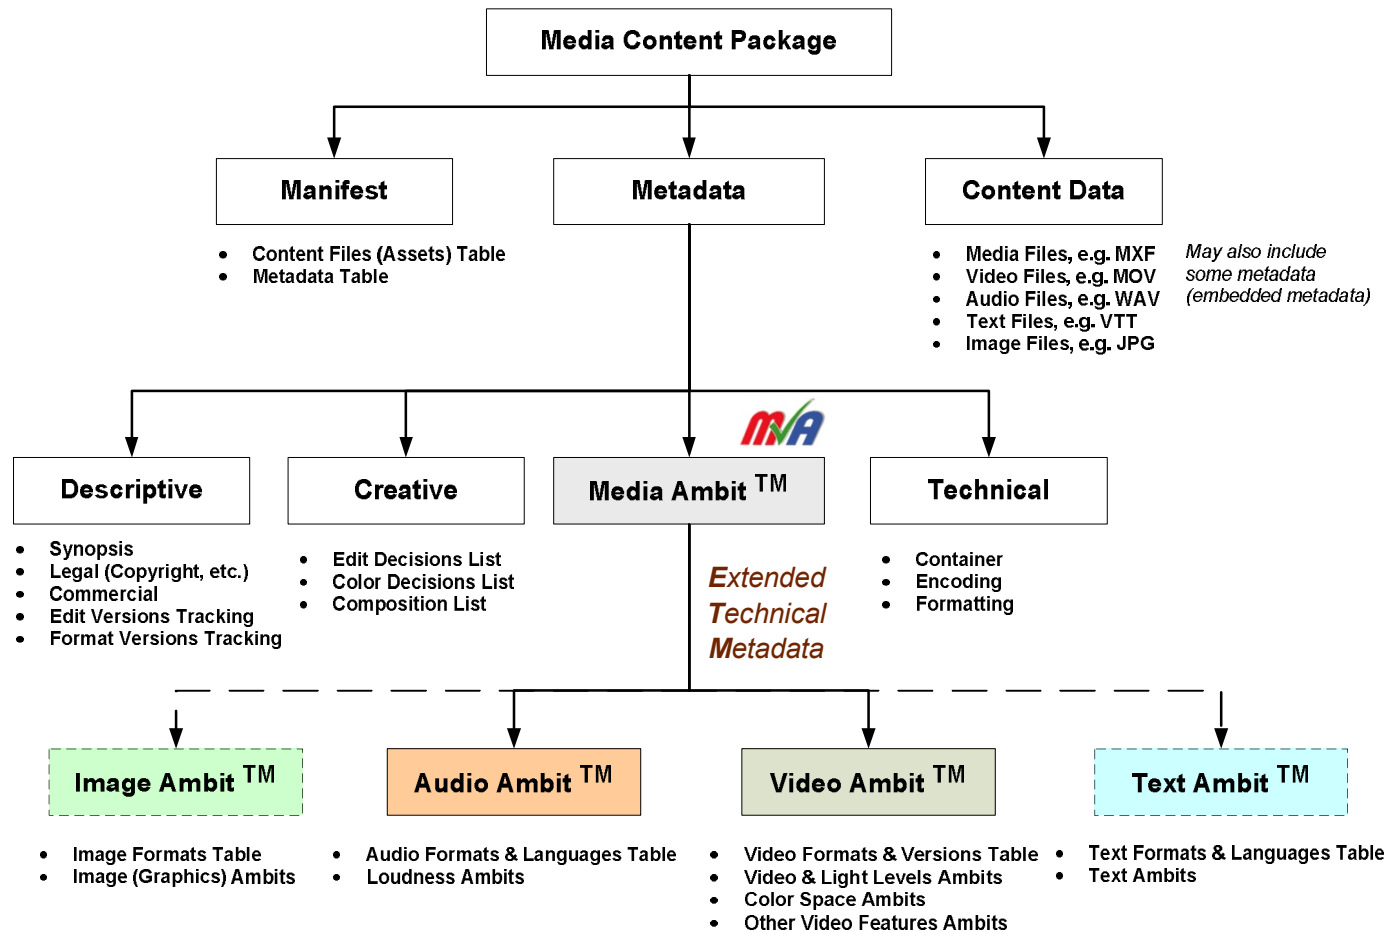 Media Content Package
Manifest
Metadata
Content Data
• Content Files (Assets) Table
• Metadata Table
• Media Files, e.g. MXF
• Video Files, e.g. MOV
• Audio Files, e.g. WAV
• Text Files, e.g. VTT
• Image Files, e.g. JPG
May also include
some metadata
(embedded metadata)
MVA
Descriptive
Creative
Media Ambit TM
Technical
• Synopsis
• Legal (Copyright, etc.)
• Commercial
• Edit Versions Tracking
• Format Versions Tracking
• Edit Decisions List
• Color Decisions List
• Composition List
Extended
Technical
Metadata
• Container
• Encoding
• Formatting
Image Ambit TM
Audio Ambit TM
Video Ambit TM
Text Ambit TM
• Image Formats Table
• Image (Graphics) Ambits
• Audio Formats & Languages Table
• Loudness Ambits
• Video Formats & Versions Table
• Video & Light Levels Ambits
• Color Space Ambits
• Other Video Features Ambits
• Text Formats & Languages Table
• Text Ambits